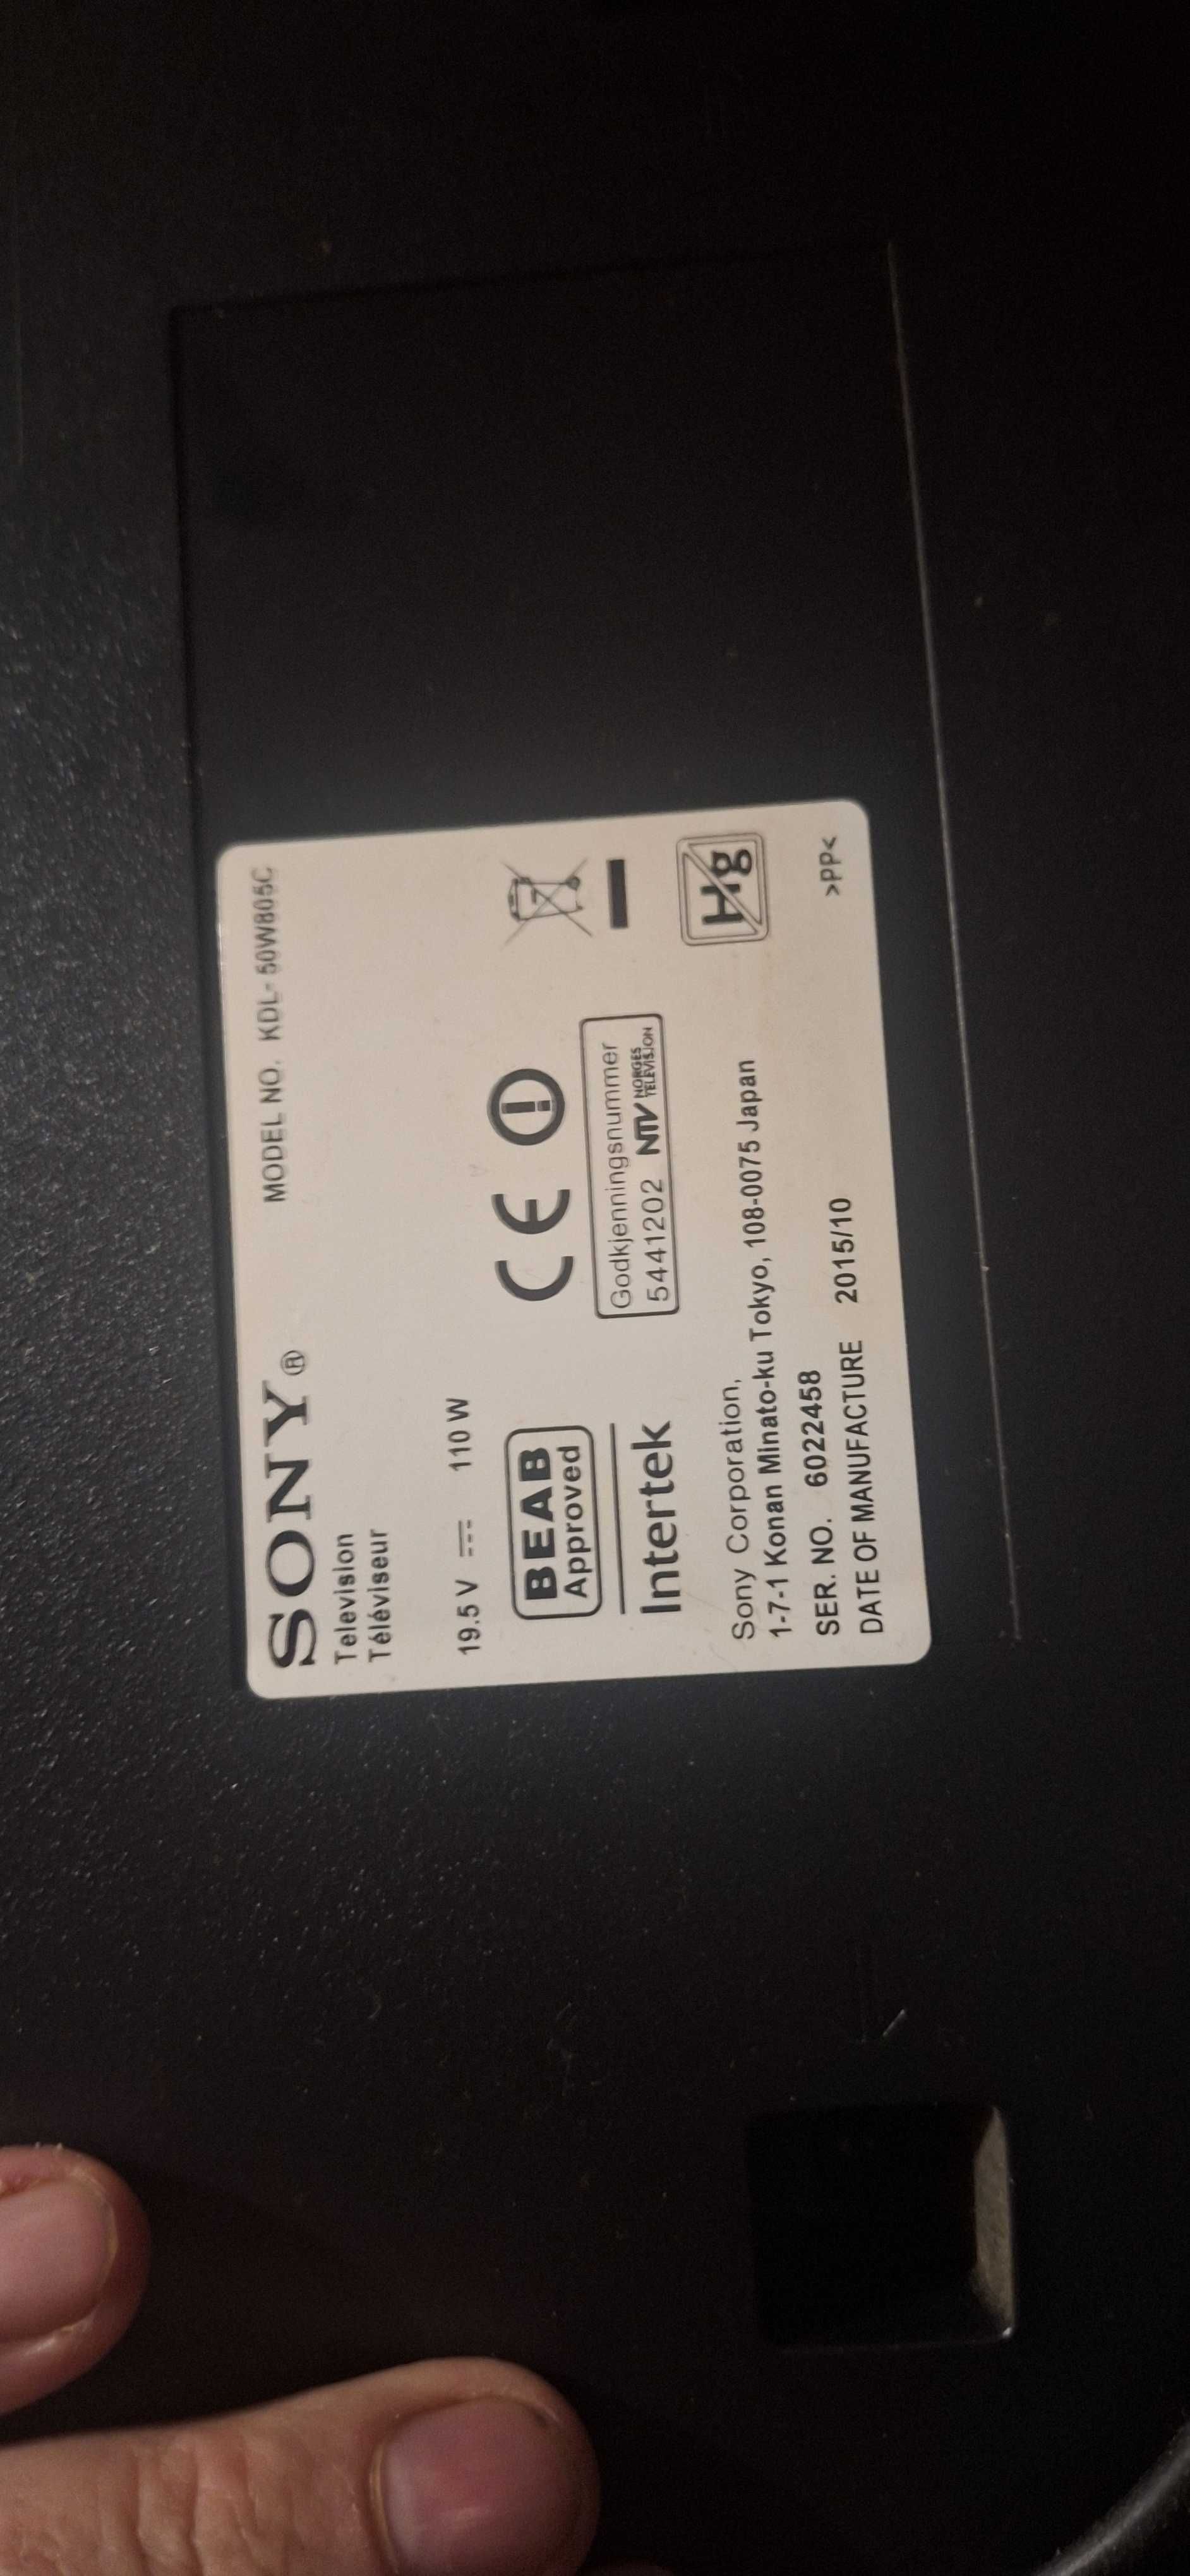 SONY®
MODEL NO. KDL-50W805C
Television
Téléviseur
19.5 V ⎓ 110 W
BEAB
Approved
CE
Intertek
Godkjenningsnummer
5441202 NTV NORGES TELEVISJON
Hg
Sony Corporation,
1-7-1 Konan Minato-ku Tokyo, 108-0075 Japan
SER. NO. 6022458
DATE OF MANUFACTURE 2015/10
>PP<